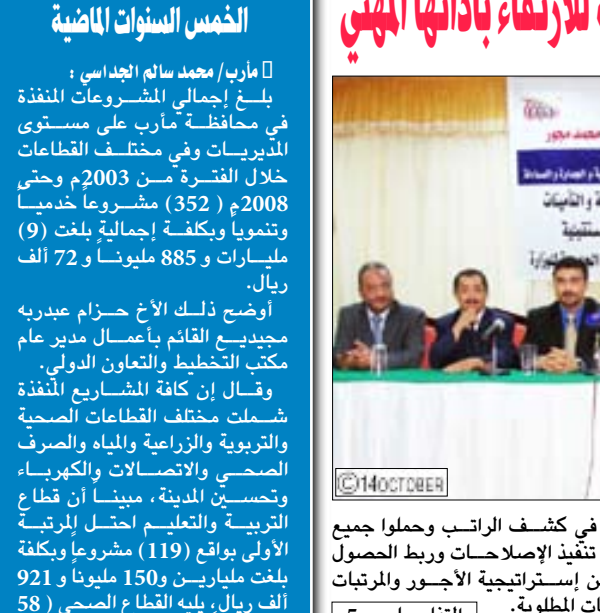 الخمس السنوات الماضية
مأرب/ محمد سالم الجداسي :
بلغ إجمالي المشروعات المنفذة
في محافظة مأرب على مستوى
المديريات وفي مختلف القطاعات
خلال الفترة من 2003م وحتى
2008م ( 352) مشروعاً خدمياً
وتنموياً وبكلفة إجمالية بلغت (9)
مليارات و 885 مليوناً و 72 ألف
ريال.
أوضح ذلك الأخ حزام عبدربه
مجيديع القائم بأعمال مدير عام
مكتب التخطيط والتعاون الدولي.
وقال إن كافة المشاريع المنفذة
شملت مختلف القطاعات الصحية
والتربوية والزراعية والمياه والصرف
الصحي والاتصالات والكهرباء
وتحسين المدينة، مبيناً أن قطاع
التربية والتعليم احتل المرتبة
الأولى بواقع (119) مشروعاً وبكلفة
بلغت مليارين و150 مليونا و 921
ألف ريال، يليه القطاع الصحي ( 58
للارتقاء بأدائها المهني
محمد مجور
والتأمينات
©14OCTOBER
في كشف الراتب وحملوا جميع
تنفيذ الإصلاحات وربط الحصول
إستراتيجية الأجور والمرتبات
المطلوبة.